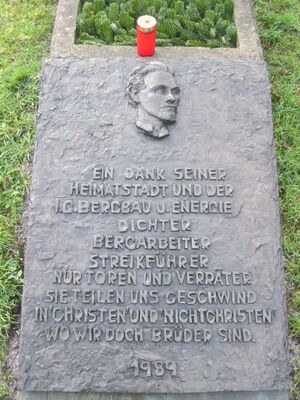 EIN DANK SEINER
HEIMATSTADT UND DER
I.G. BERGBAU U. ENERGIE/
DICHTER
BERGARBEITER
STREIKFÜHRER
NUR TOREN UND VERRÄTER
SIE TEILEN UNS GESCHWIND
IN 'CHRISTEN' UND 'NICHTCHRISTEN'
WO WIR DOCH BRÜDER SIND.
1989